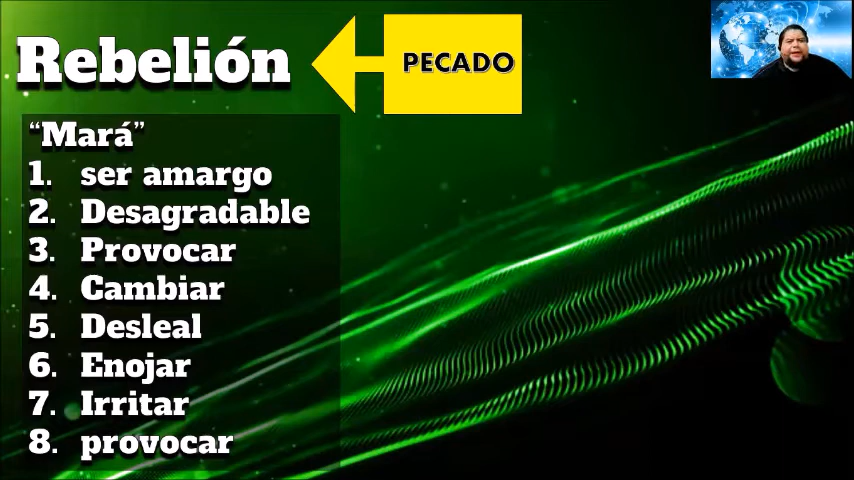 Rebelión
PECADO
“Mará”
1. ser amargo
2. Desagradable
3. Provocar
4. Cambiar
5. Desleal
6. Enojar
7. Irritar
8. provocar